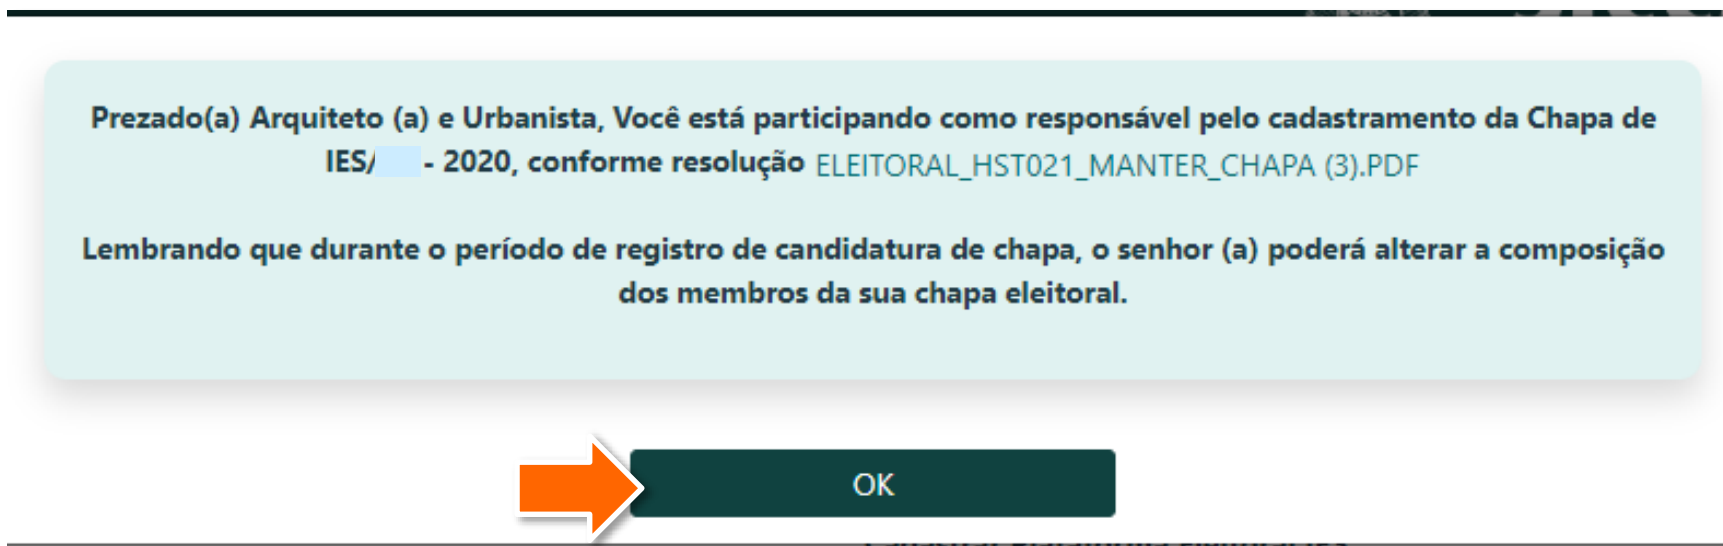 Prezado(a) Arquiteto (a) e Urbanista, Você está participando como responsável pelo cadastramento da Chapa de
IES/ - 2020, conforme resolução ELEITORAL_HST021_MANTER_CHAPA (3).PDF
Lembrando que durante o período de registro de candidatura de chapa, o senhor (a) poderá alterar a composição
dos membros da sua chapa eleitoral.
OK